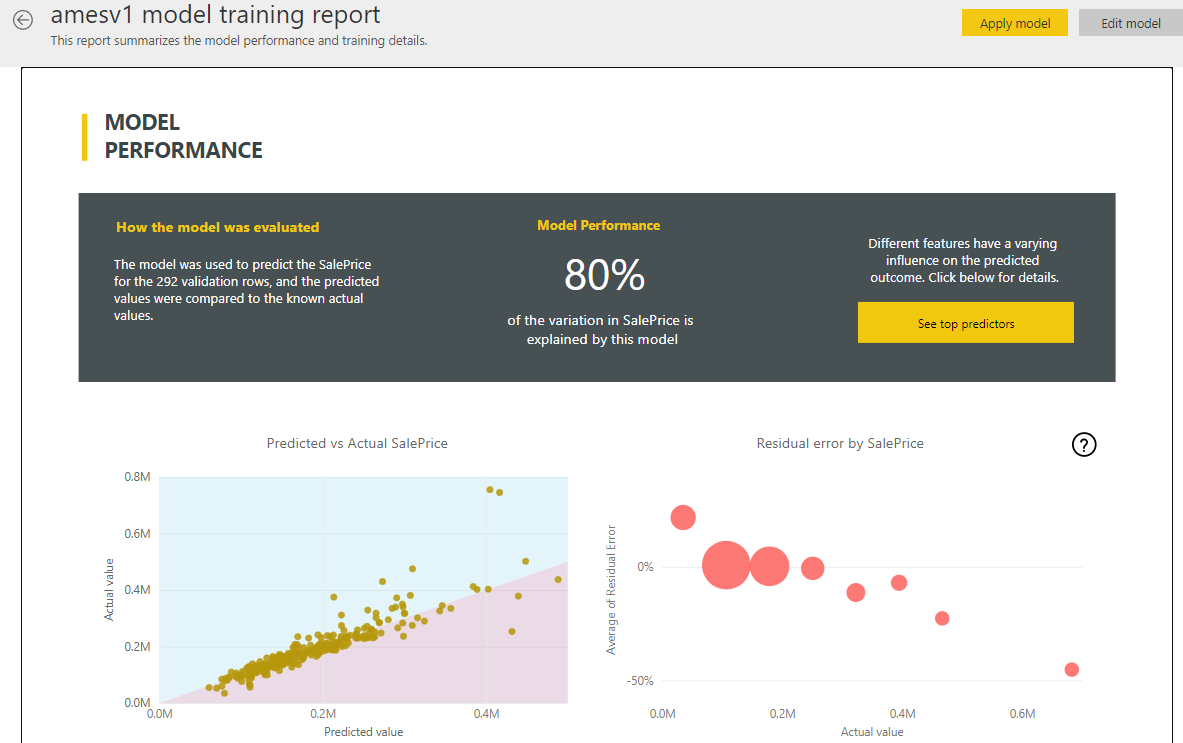 amesv1 model training report
This report summarizes the model performance and training details.
Apply model
Edit model
MODEL
PERFORMANCE
How the model was evaluated
The model was used to predict the SalePrice
for the 292 validation rows, and the predicted
values were compared to the known actual
values.
Model Performance
80%
of the variation in SalePrice is
explained by this model
Different features have a varying
influence on the predicted
outcome. Click below for details.
See top predictors
Predicted vs Actual SalePrice
0.8M
0.6M
0.4M
0.2M
0.0M
Actual value
0.0M
0.2M
0.4M
Predicted value
Residual error by SalePrice
?
Average of Residual Error
0%
-50%
0.0M
0.2M
0.4M
0.6M
Actual value